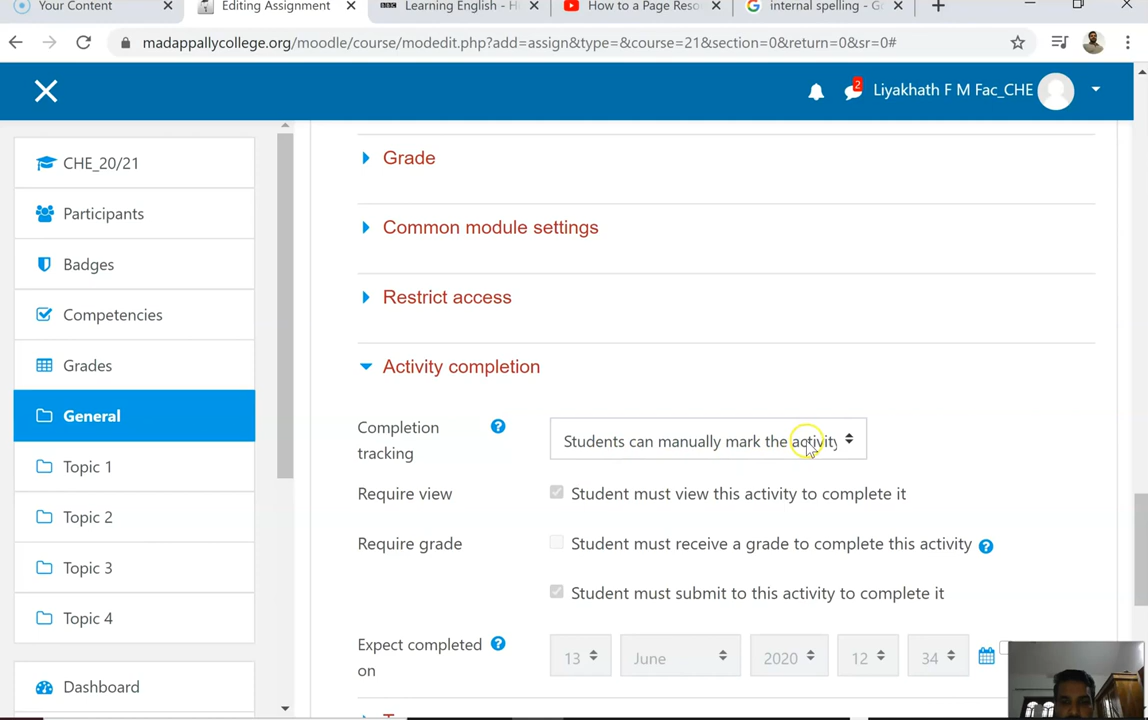 Your Content
Editing Assignment
BBC
Learning English - H
How to a Page Reso
internal spelling - G
madappallycollege.org/moodle/course/modedit.php?add=assign&type=&course=21&section=0&return=0&sr=0#
2
Liyakhath F M Fac_CHE
CHE_20/21
Participants
Badges
Competencies
Grades
General
Topic 1
Topic 2
Topic 3
Topic 4
Dashboard
Grade
Common module settings
Restrict access
Activity completion
Completion tracking
Students can manually mark the activity
Require view
Student must view this activity to complete it
Require grade
Student must receive a grade to complete this activity
Student must submit to this activity to complete it
Expect completed on
13
June
2020
12
34